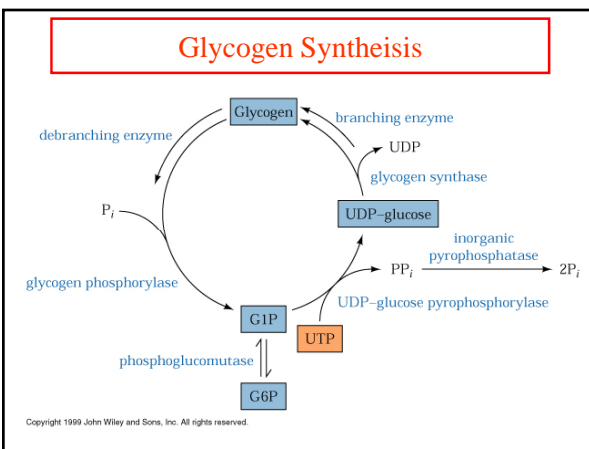 Glycogen Syntheisis
Glycogen
branching enzyme
debranching enzyme
UDP
glycogen synthase
Pi
UDP–glucose
inorganic
pyrophosphatase
PPi
2Pi
glycogen phosphorylase
UDP–glucose pyrophosphorylase
G1P
UTP
phosphoglucomutase
G6P
Copyright 1999 John Wiley and Sons, Inc. All rights reserved.